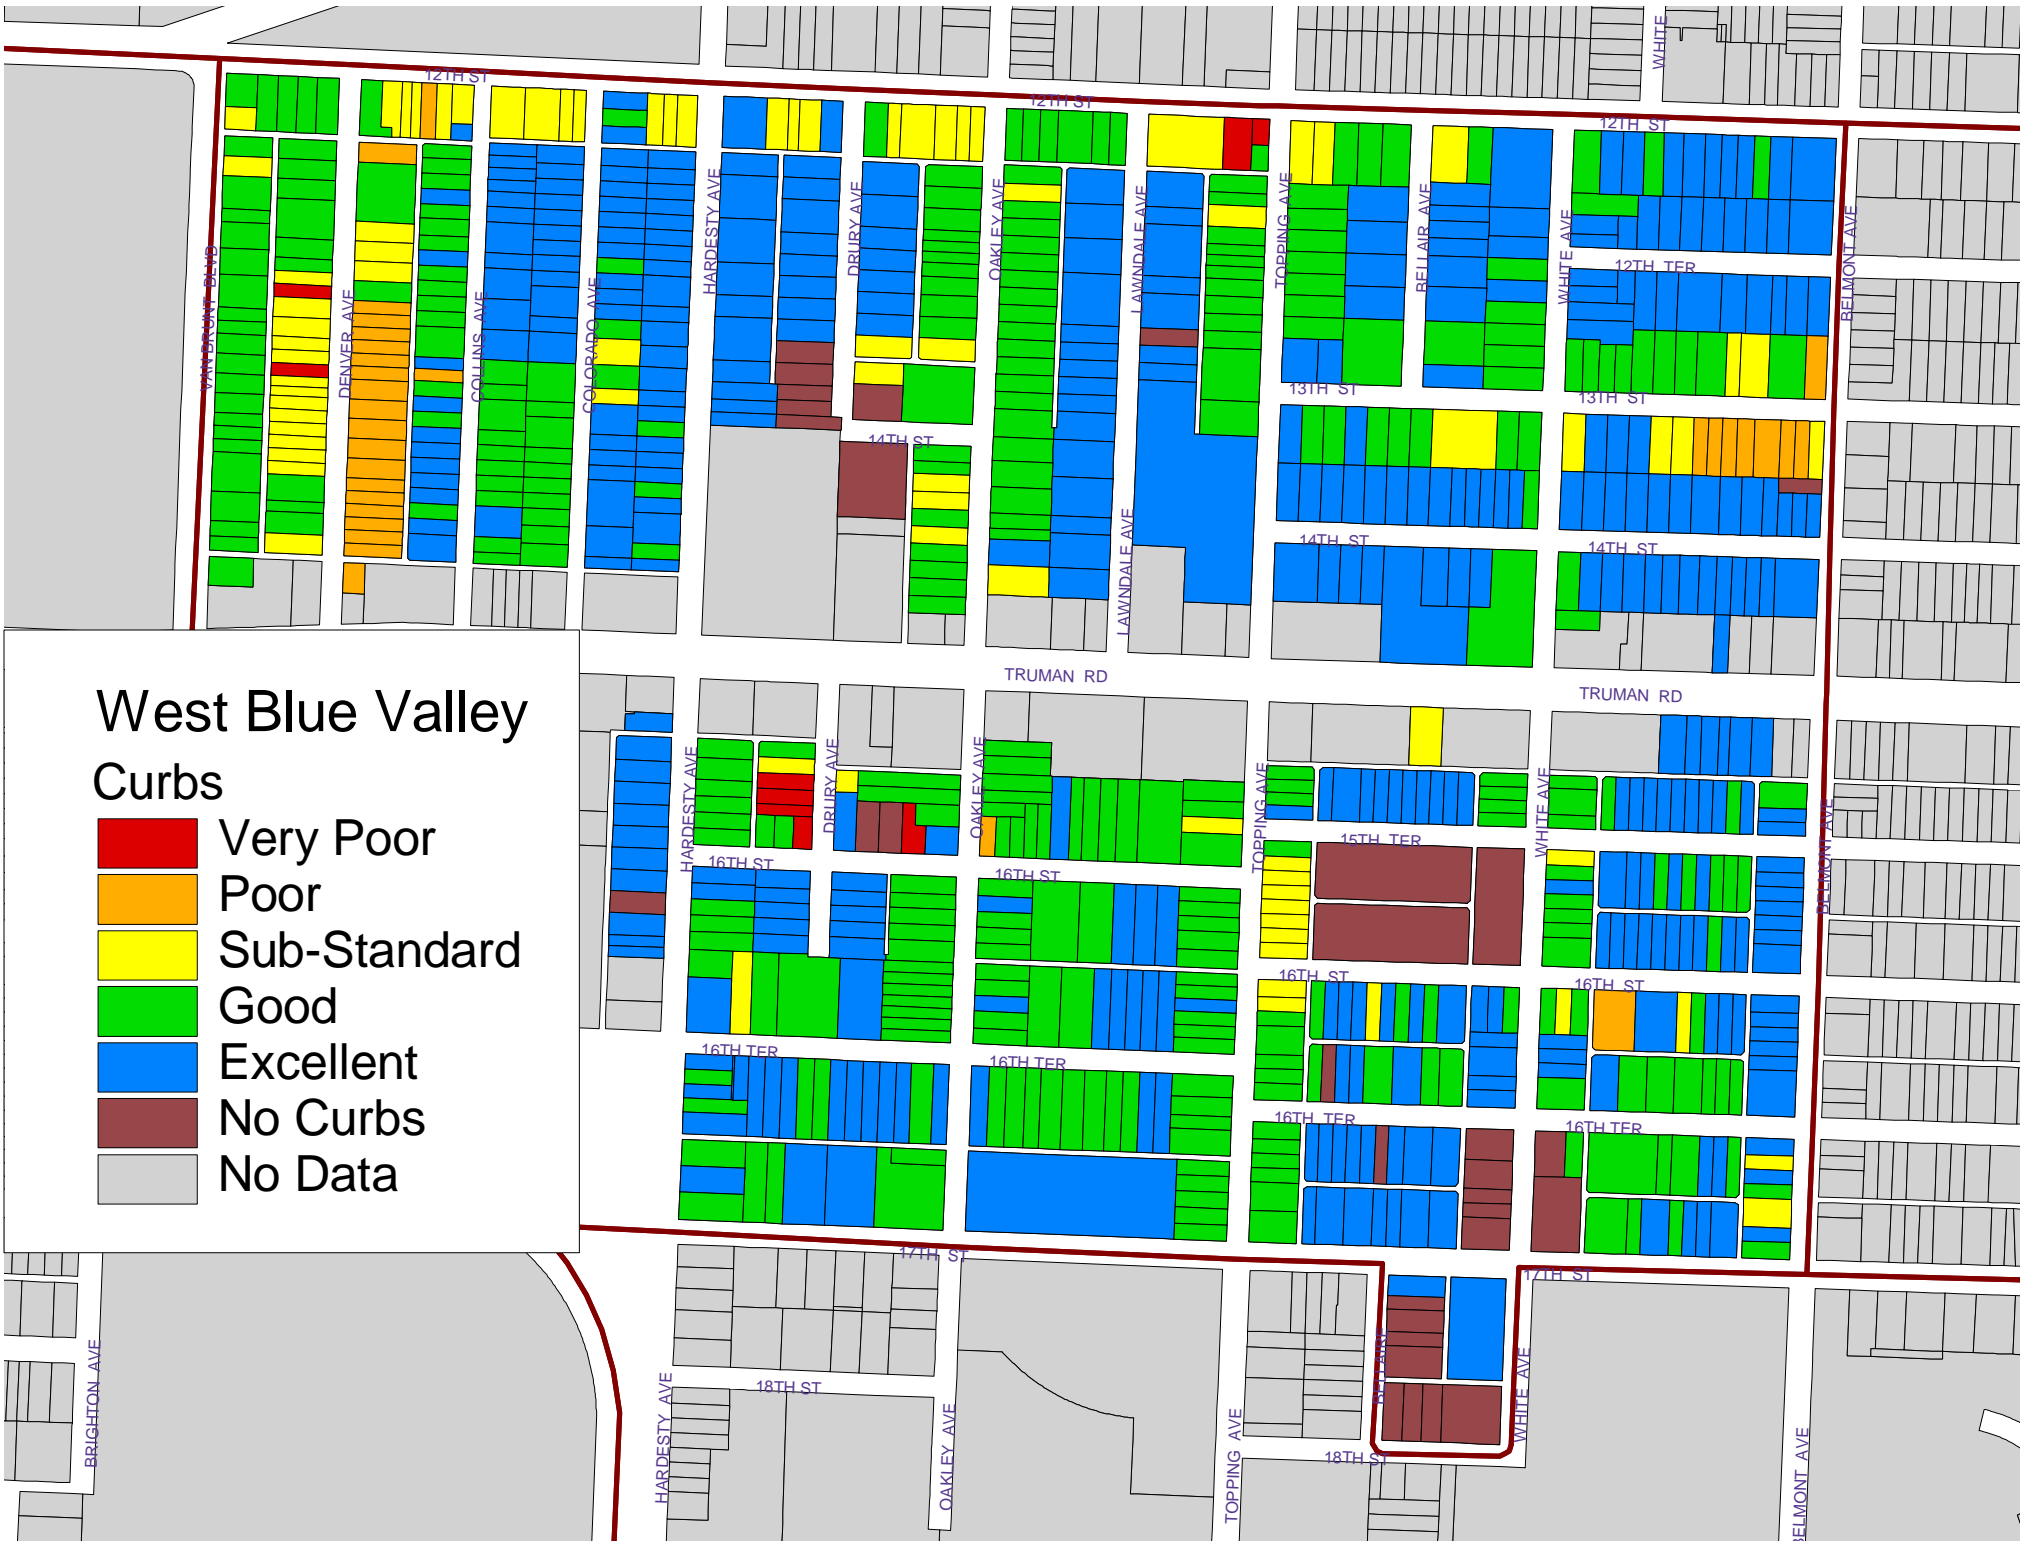 WHITE
12TH ST
12TH ST
12TH ST
VAN BRUNT BLVD
DENVER AVE
COLLINS AVE
COLORADO AVE
HARDESTY AVE
DRURY AVE
OAKLEY AVE
LAWNDALE AVE
TOPPING AVE
BELLAIR AVE
WHITE AVE
BELMONT AVE
12TH TER
13TH ST
13TH ST
14TH ST
14TH ST
14TH ST
LAWNDALE AVE
TRUMAN RD
TRUMAN RD
West Blue Valley
Curbs
Very Poor
Poor
Sub-Standard
Good
Excellent
No Curbs
No Data
HARDESTY AVE
DRURY AVE
OAKLEY AVE
TOPPING AVE
WHITE AVE
BELMONT AVE
15TH TER
16TH ST
16TH ST
16TH ST
16TH ST
16TH TER
16TH TER
16TH TER
16TH TER
17TH ST
17TH ST
BRIGHTON AVE
HARDESTY AVE
18TH ST
OAKLEY AVE
TOPPING AVE
BELLAIRE
WHITE AVE
18TH ST
BELMONT AVE